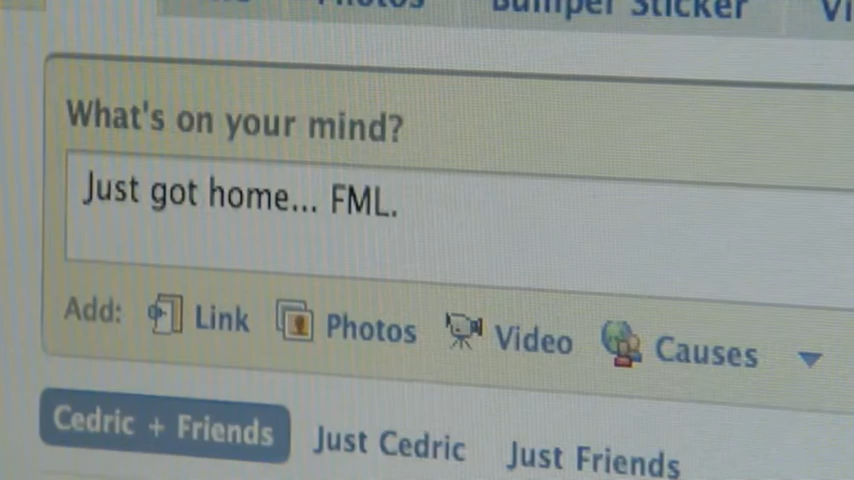 Photos Bumper Sticker
What's on your mind?
Just got home... FML.
Add: Link Photos Video Causes
Cedric + Friends Just Cedric Just Friends